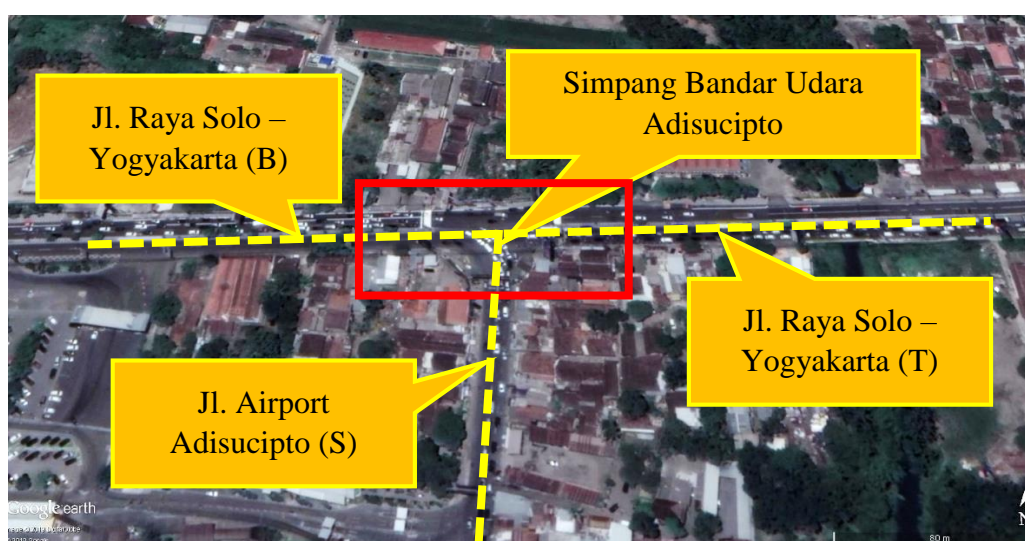 Simpang Bandar Udara
Adisucipto
Jl. Raya Solo –
Yogyakarta (B)
Jl. Raya Solo –
Yogyakarta (T)
Jl. Airport
Adisucipto (S)
Google earth
80 m